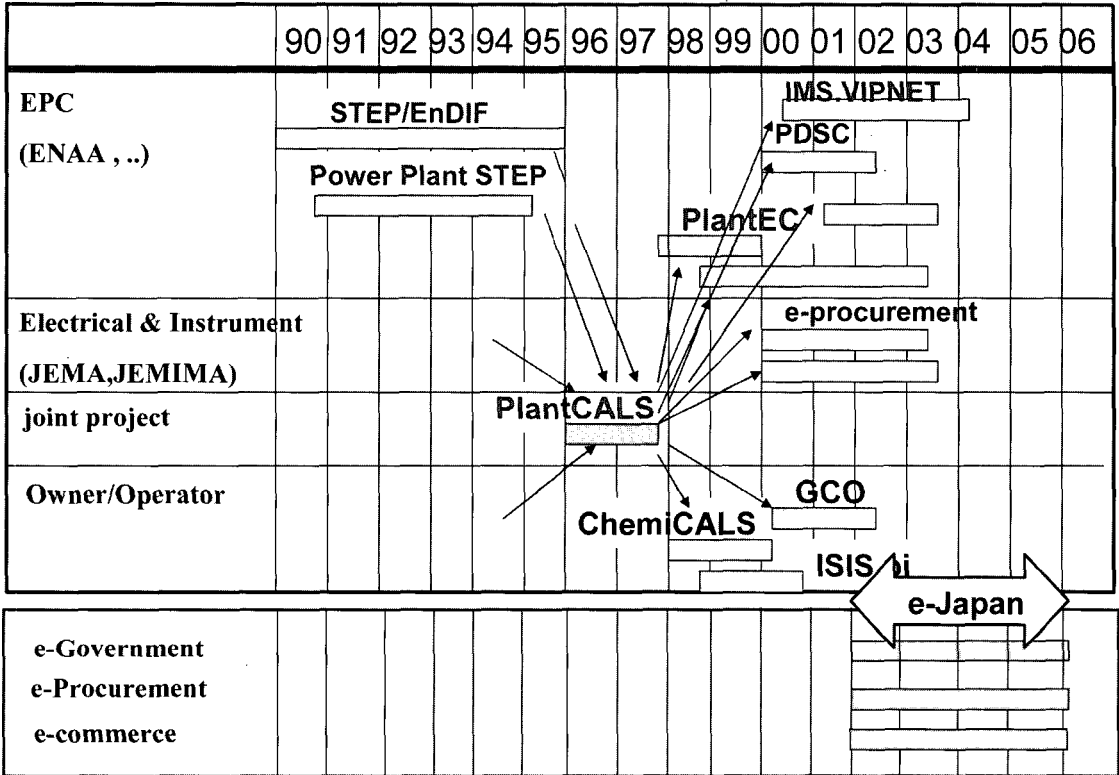 90 91 92 93 94 95 96 97 98 99 00 01 02 03 04 05 06
EPC
(ENAA , ..)
STEP/EnDIF
Power Plant STEP
IMS.VIPNET
PDSC
PlantEC
Electrical & Instrument
(JEMA,JEMIMA)
e-procurement
joint project
PlantCALS
Owner/Operator
GCO
ChemiCALS
ISIS
e-Japan
e-Government
e-Procurement
e-commerce